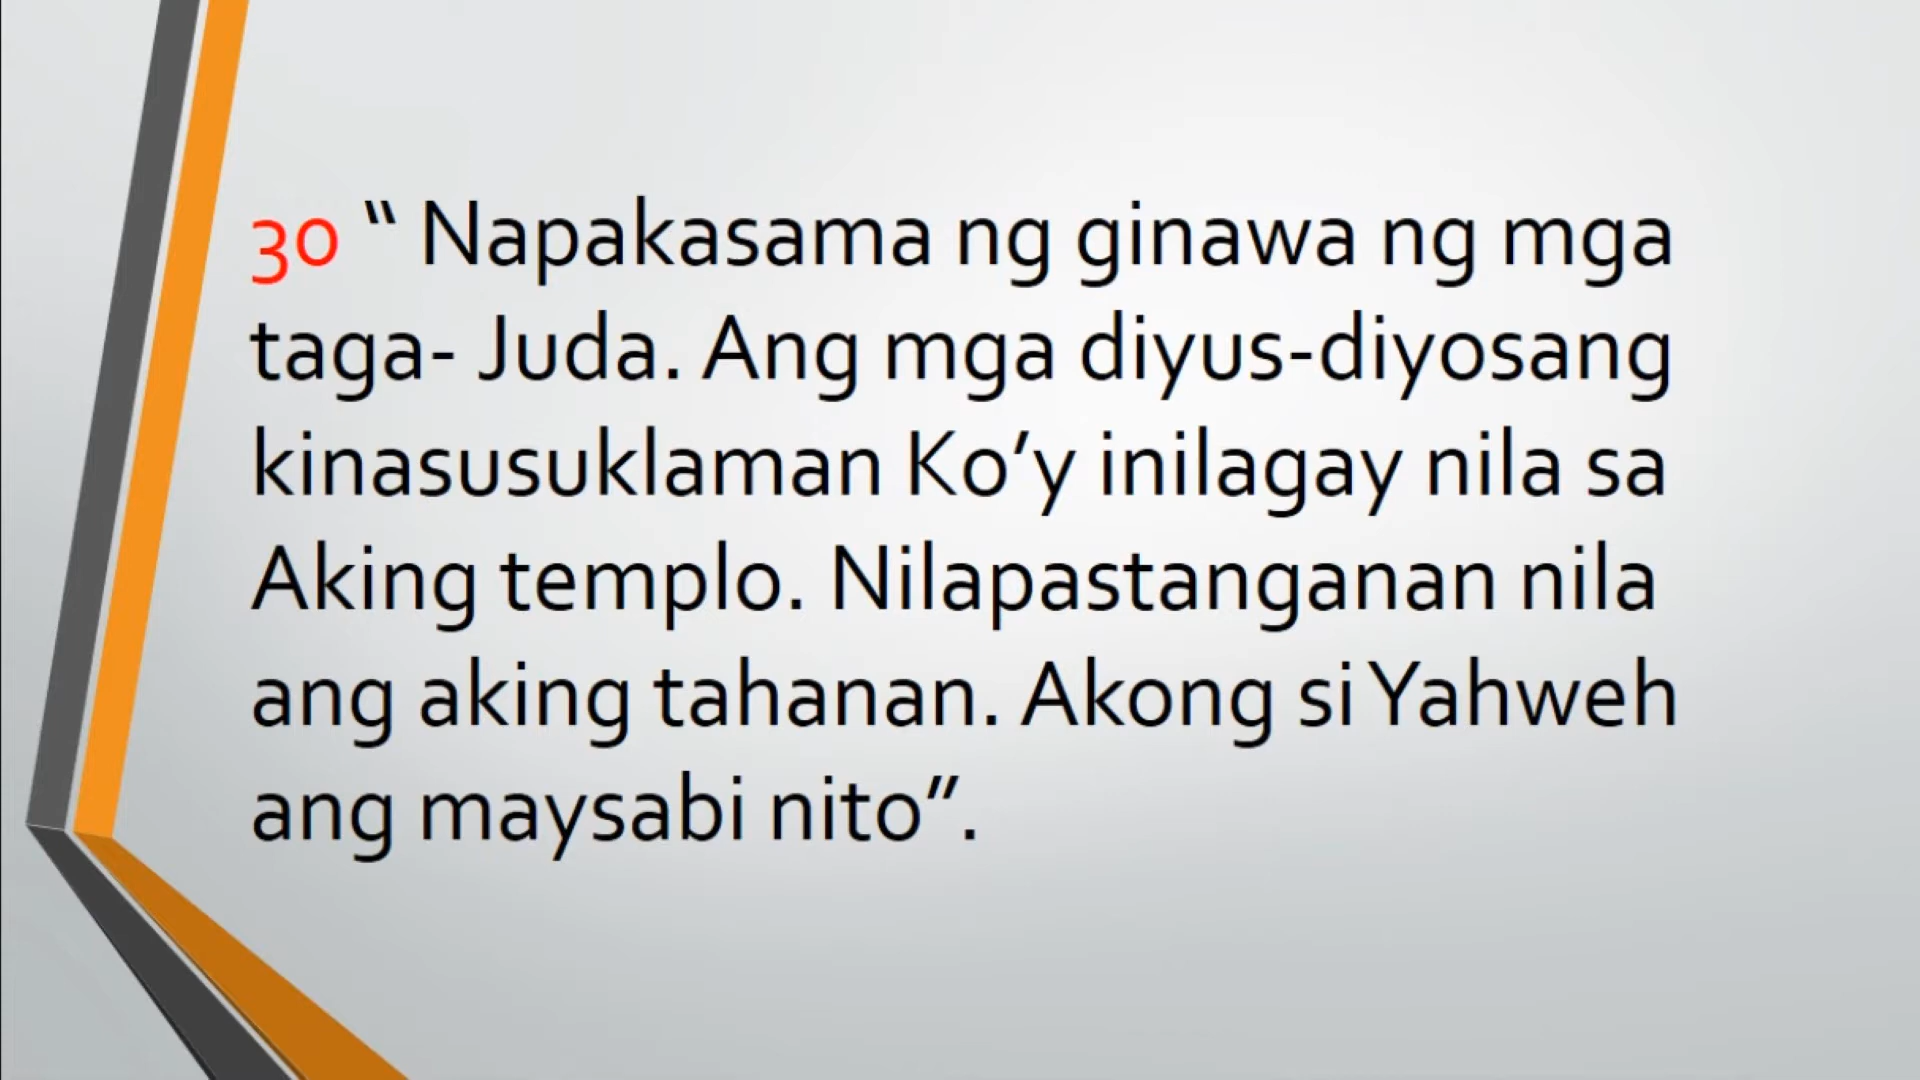 30 “ Napakasama ng ginawa ng mga
taga- Juda. Ang mga diyus-diyosang
kinasusuklaman Ko’y inilagay nila sa
Aking templo. Nilapastanganan nila
ang aking tahanan. Akong si Yahweh
ang maysabi nito”.